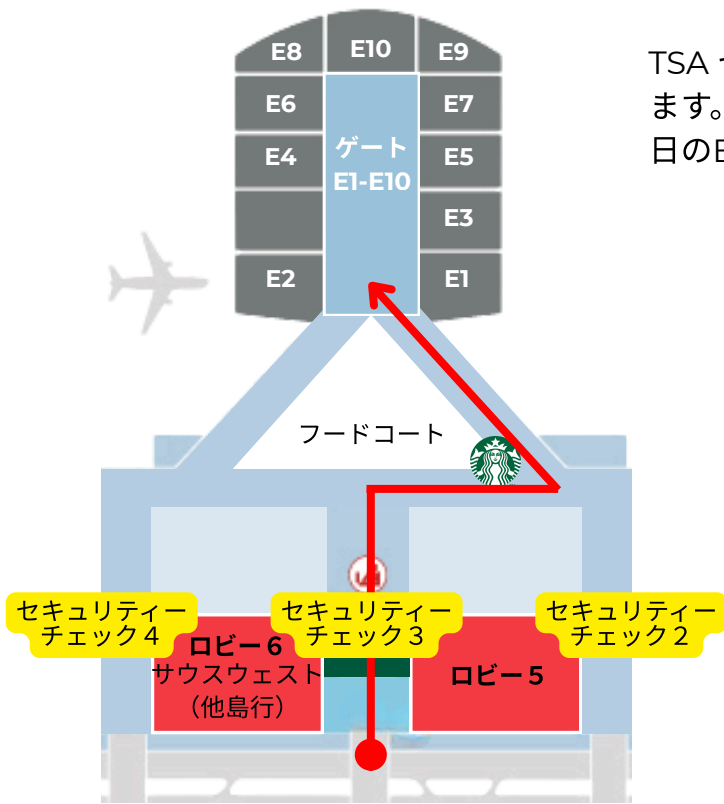 E8
E10
E9
E6
E7
E4
E5
E3
E2
E1
ゲート
E1-E10
TSA
ます。
日の
フードコート
セキュリティー
チェック４
セキュリティー
チェック３
セキュリティー
チェック２
ロビー６
サウスウェスト
（他島行）
ロビー５